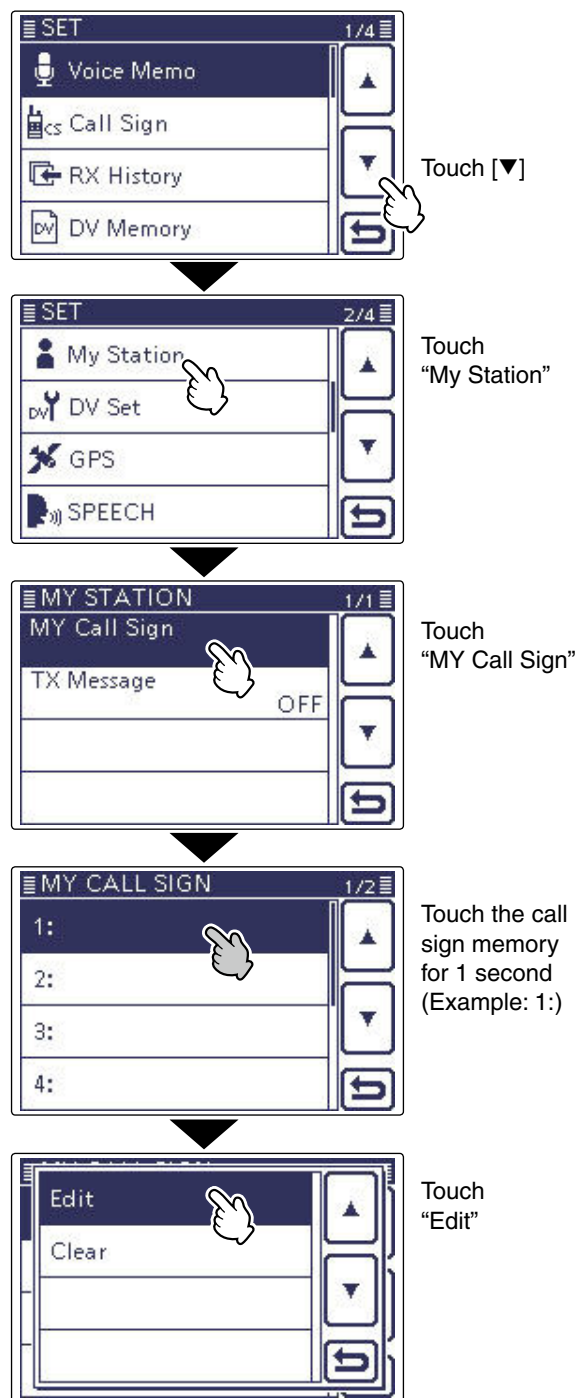 SET 1/4
Voice Memo
CS Call Sign
RX History
DV DV Memory
Touch [▼]
SET 2/4
My Station
DV DV Set
GPS
SPEECH
Touch
“My Station”
MY STATION 1/1
MY Call Sign
TX Message
OFF
Touch
“MY Call Sign”
MY CALL SIGN 1/2
1:
2:
3:
4:
Touch the call
sign memory
for 1 second
(Example: 1:)
Edit
Clear
Touch
“Edit”